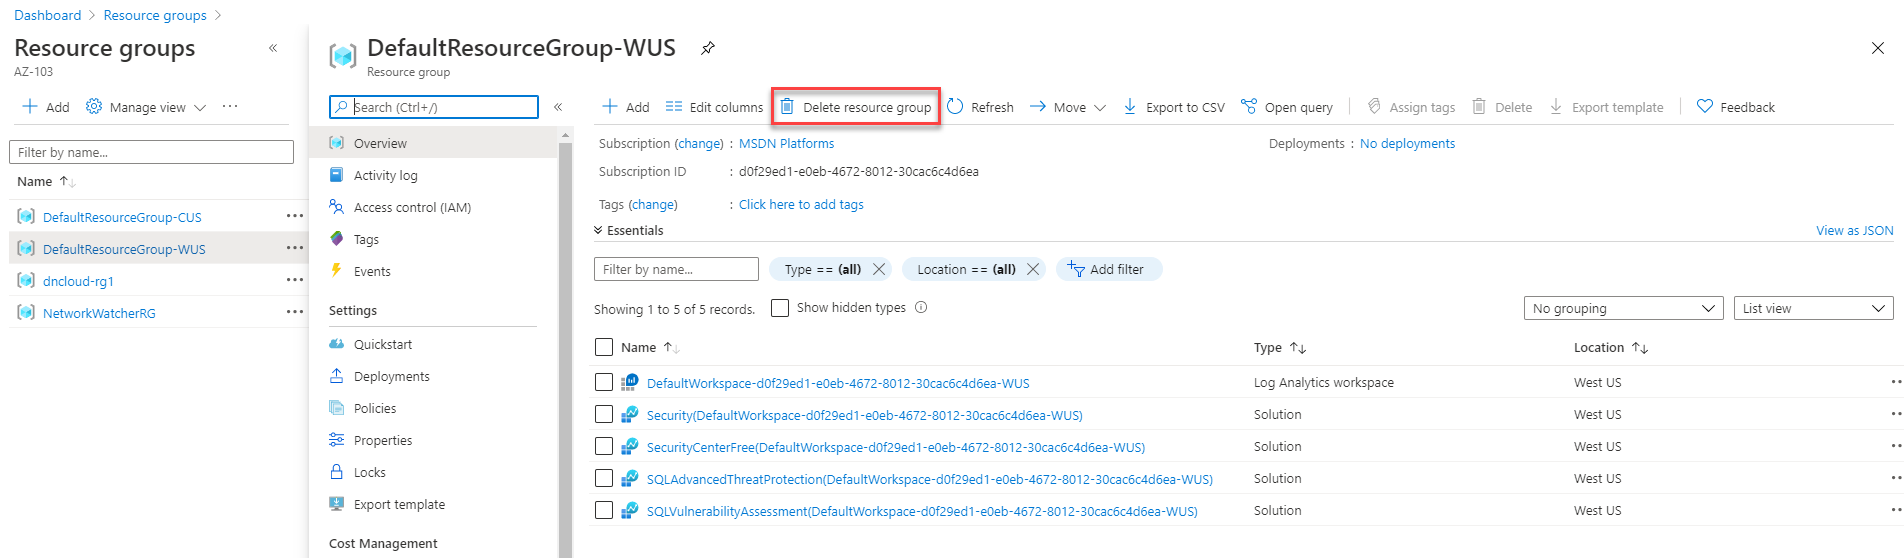 Dashboard > Resource groups >
Resource groups
AZ-103
Add Manage view
Filter by name...
Name
DefaultResourceGroup-CUS
DefaultResourceGroup-WUS
dncloud-rg1
NetworkWatcherRG
DefaultResourceGroup-WUS
Resource group
Search (Ctrl+/)
Overview
Activity log
Access control (IAM)
Tags
Events
Settings
Quickstart
Deployments
Policies
Properties
Locks
Export template
Cost Management
Add Edit columns Delete resource group Refresh Move Export to CSV Open query Assign tags Delete Export template Feedback
Subscription (change) : MSDN Platforms Deployments : No deployments
Subscription ID : d0f29ed1-e0eb-4672-8012-30cac6c4d6ea
Tags (change) : Click here to add tags
Essentials View as JSON
Filter by name... Type == (all) Location == (all) Add filter
Showing 1 to 5 of 5 records. Show hidden types No grouping List view
Name Type Location
DefaultWorkspace-d0f29ed1-e0eb-4672-8012-30cac6c4d6ea-WUS Log Analytics workspace West US
Security(DefaultWorkspace-d0f29ed1-e0eb-4672-8012-30cac6c4d6ea-WUS) Solution West US
SecurityCenterFree(DefaultWorkspace-d0f29ed1-e0eb-4672-8012-30cac6c4d6ea-WUS) Solution West US
SQLAdvancedThreatProtection(DefaultWorkspace-d0f29ed1-e0eb-4672-8012-30cac6c4d6ea-WUS) Solution West US
SQLVulnerabilityAssessment(DefaultWorkspace-d0f29ed1-e0eb-4672-8012-30cac6c4d6ea-WUS) Solution West US